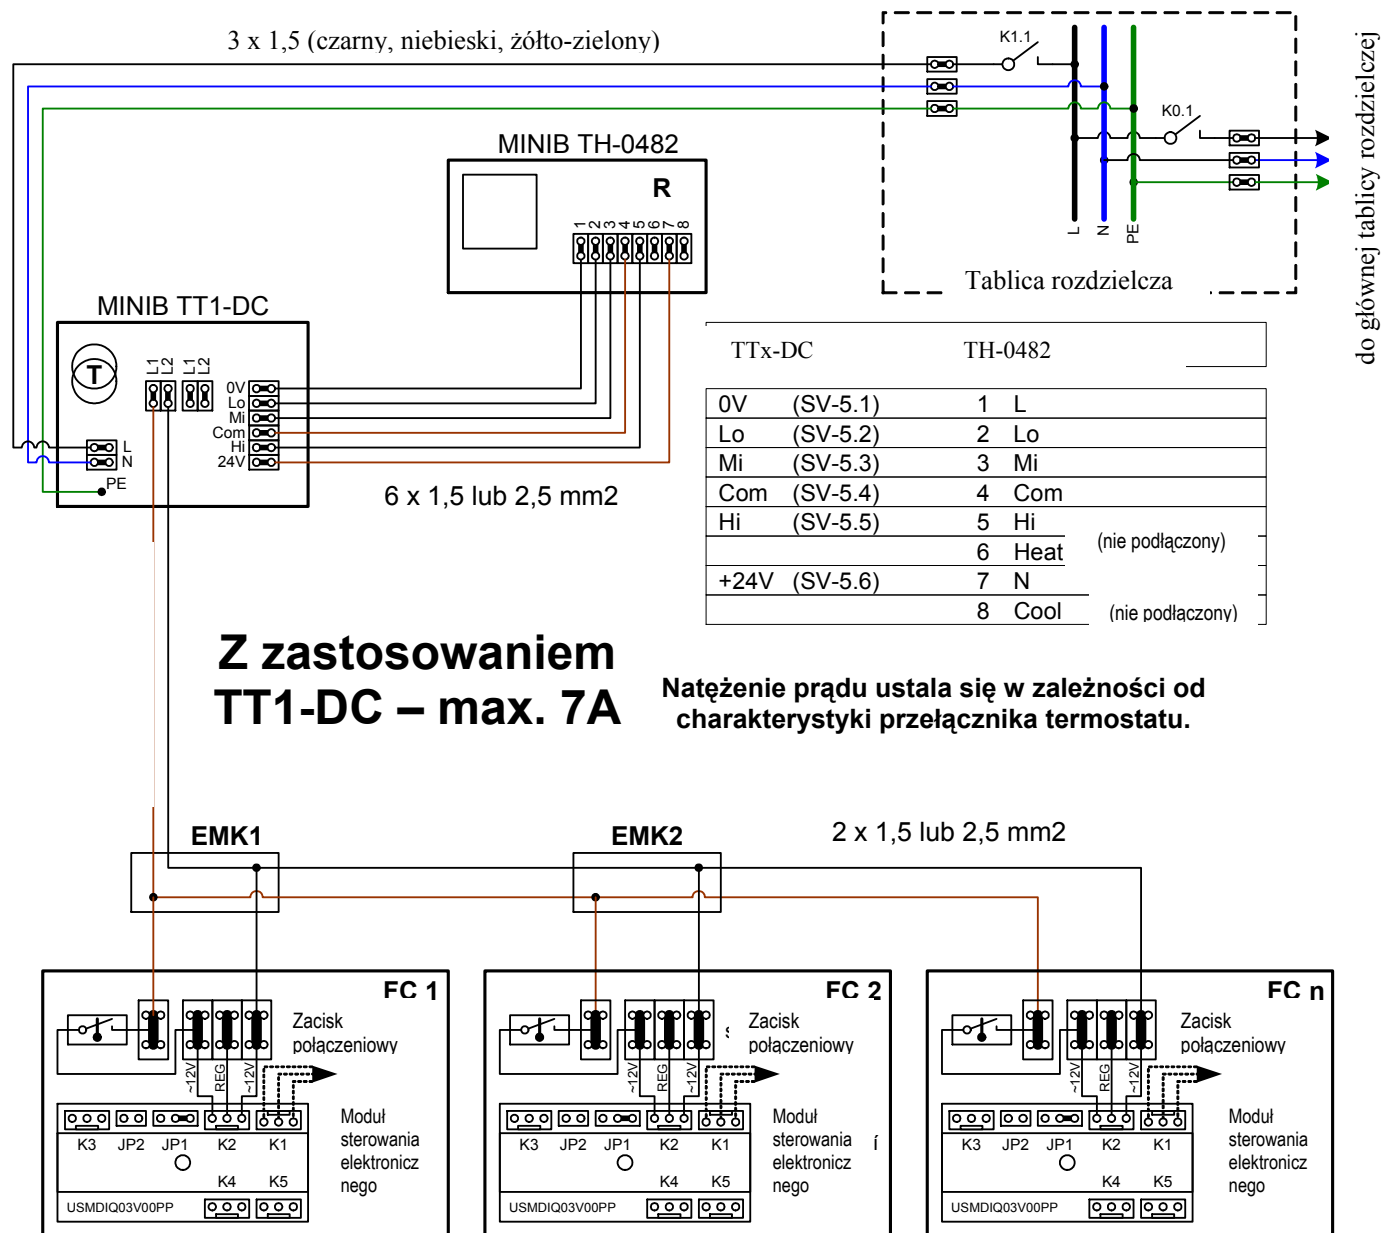 3 x 1,5 (czarny, niebieski, żółto-zielony)
K1.1
K0.1
L
N
PE
Tablica rozdzielcza
do głównej tablicy rozdzielczej
MINIB TH-0482
R
1 2 3 4 5 6 7 8
MINIB TT1-DC
T
L1
L2
L1
L2
0V
Lo
Mi
Com
Hi
24V
L
N
PE
6 x 1,5 lub 2,5 mm2
TTx-DC TH-0482
0V (SV-5.1) 1 L
Lo (SV-5.2) 2 Lo
Mi (SV-5.3) 3 Mi
Com (SV-5.4) 4 Com
Hi (SV-5.5) 5 Hi
6 Heat (nie podłączony)
+24V (SV-5.6) 7 N
8 Cool (nie podłączony)
Z zastosowaniem
TT1-DC – max. 7A
Natężenie prądu ustala się w zależności od
charakterystyki przełącznika termostatu.
EMK1
EMK2
2 x 1,5 lub 2,5 mm2
FC 1
Zacisk
połączeniowy
~12V
REG
~12V
K3 JP2 JP1 K2 K1
K4 K5
USMDIQ03V00PP
Moduł
sterowania
elektronicz
nego
FC 2
Zacisk
połączeniowy
~12V
REG
~12V
K3 JP2 JP1 K2 K1
K4 K5
USMDIQ03V00PP
Moduł
sterowania
elektronicz
nego
í
FC n
Zacisk
połączeniowy
~12V
REG
~12V
K3 JP2 JP1 K2 K1
K4 K5
USMDIQ03V00PP
Moduł
sterowania
elektronicz
nego